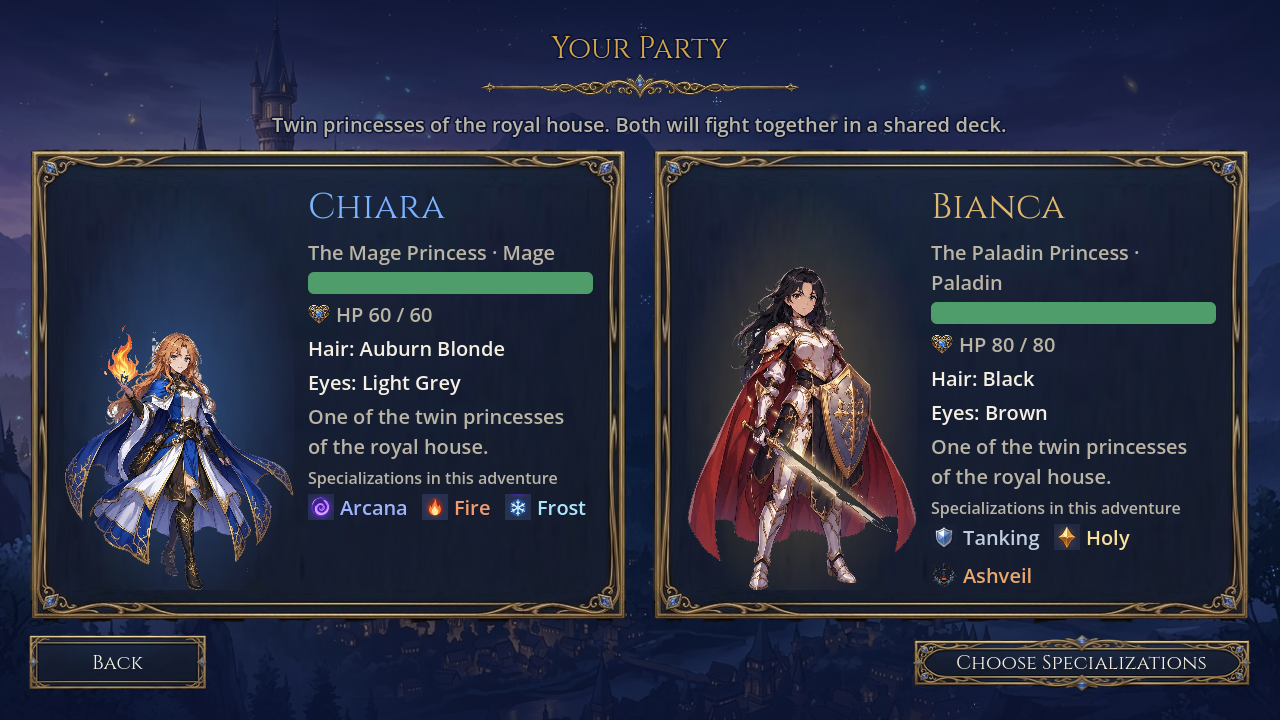 Your Party
Twin princesses of the royal house. Both will fight together in a shared deck.
Chiara
The Mage Princess · Mage
HP 60 / 60
Hair: Auburn Blonde
Eyes: Light Grey
One of the twin princesses
of the royal house.
Specializations in this adventure
Arcana Fire Frost
Bianca
The Paladin Princess ·
Paladin
HP 80 / 80
Hair: Black
Eyes: Brown
One of the twin princesses
of the royal house.
Specializations in this adventure
Tanking Holy
Ashveil
Back
Choose Specializations